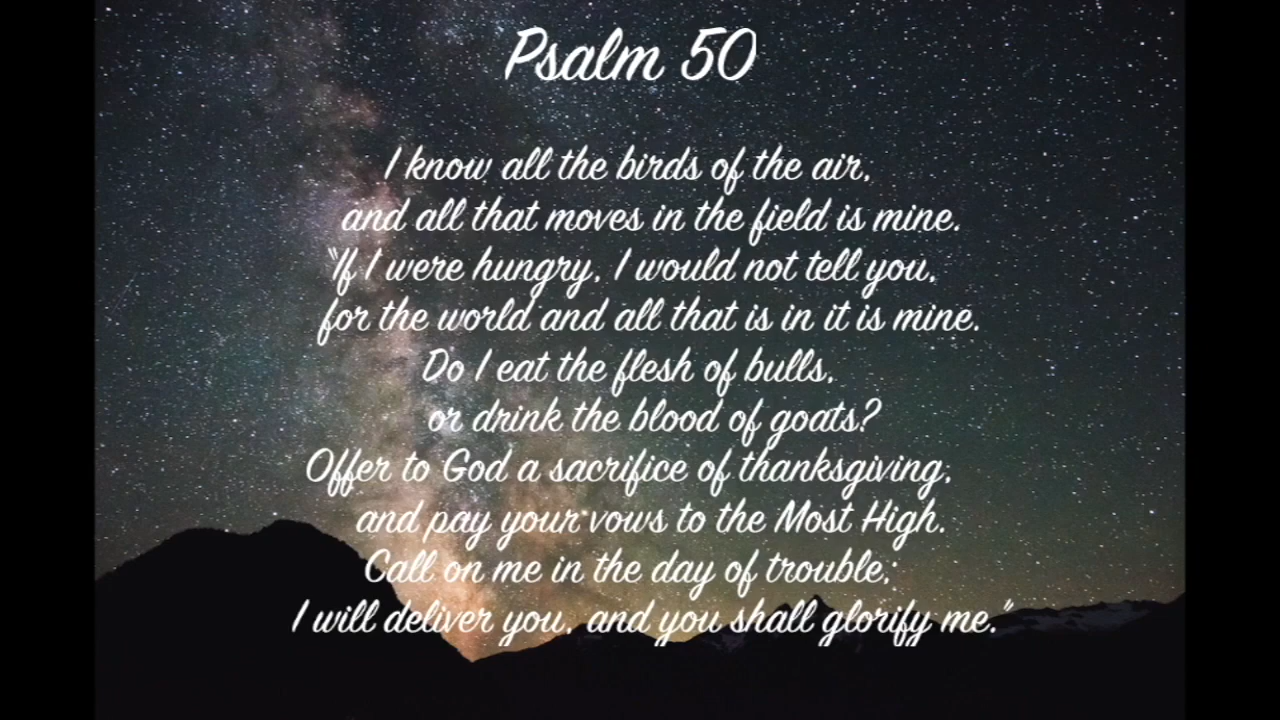 Psalm 50
I know all the birds of the air,
and all that moves in the field is mine.
"If I were hungry, I would not tell you,
for the world and all that is in it is mine.
Do I eat the flesh of bulls,
or drink the blood of goats?
Offer to God a sacrifice of thanksgiving,
and pay your vows to the Most High.
Call on me in the day of trouble;
I will deliver you, and you shall glorify me."